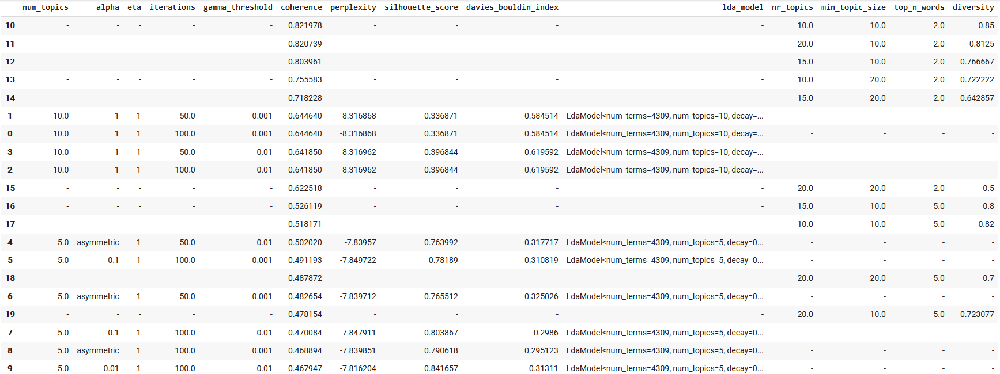 num_topics alpha eta iterations gamma_threshold coherence perplexity silhouette_score davies_bouldin_index lda_model nr_topics min_topic_size top_n_words diversity
10 - - - - - 0.821978 - - - - 10.0 10.0 2.0 0.85
11 - - - - - 0.820739 - - - - 20.0 10.0 2.0 0.8125
12 - - - - - 0.803961 - - - - 15.0 10.0 2.0 0.766667
13 - - - - - 0.755583 - - - - 10.0 20.0 2.0 0.722222
14 - - - - - 0.718228 - - - - 15.0 20.0 2.0 0.642857
1 10.0 1 1 50.0 0.001 0.644640 -8.316868 0.336871 0.584514 LdaModel<num_terms=4309, num_topics=10, decay=... - - - -
0 10.0 1 1 100.0 0.001 0.644640 -8.316868 0.336871 0.584514 LdaModel<num_terms=4309, num_topics=10, decay=... - - - -
3 10.0 1 1 50.0 0.01 0.641850 -8.316962 0.396844 0.619592 LdaModel<num_terms=4309, num_topics=10, decay=... - - - -
2 10.0 1 1 100.0 0.01 0.641850 -8.316962 0.396844 0.619592 LdaModel<num_terms=4309, num_topics=10, decay=... - - - -
15 - - - - - 0.622518 - - - - 20.0 20.0 2.0 0.5
16 - - - - - 0.526119 - - - - 15.0 10.0 5.0 0.8
17 - - - - - 0.518171 - - - - 10.0 10.0 5.0 0.82
4 5.0 asymmetric 1 50.0 0.01 0.502020 -7.83957 0.763992 0.317717 LdaModel<num_terms=4309, num_topics=5, decay=0... - - - -
5 5.0 0.1 1 100.0 0.001 0.491193 -7.849722 0.78189 0.310819 LdaModel<num_terms=4309, num_topics=5, decay=0... - - - -
18 - - - - - 0.487872 - - - - 20.0 20.0 5.0 0.7
6 5.0 asymmetric 1 50.0 0.001 0.482654 -7.839712 0.765512 0.325026 LdaModel<num_terms=4309, num_topics=5, decay=0... - - - -
19 - - - - - 0.478154 - - - - 20.0 10.0 5.0 0.723077
7 5.0 0.1 1 100.0 0.01 0.470084 -7.847911 0.803867 0.2986 LdaModel<num_terms=4309, num_topics=5, decay=0... - - - -
8 5.0 asymmetric 1 100.0 0.001 0.468894 -7.839851 0.790618 0.295123 LdaModel<num_terms=4309, num_topics=5, decay=0... - - - -
9 5.0 0.01 1 100.0 0.01 0.467947 -7.816204 0.841657 0.31311 LdaModel<num_terms=4309, num_topics=5, decay=0... - - - -